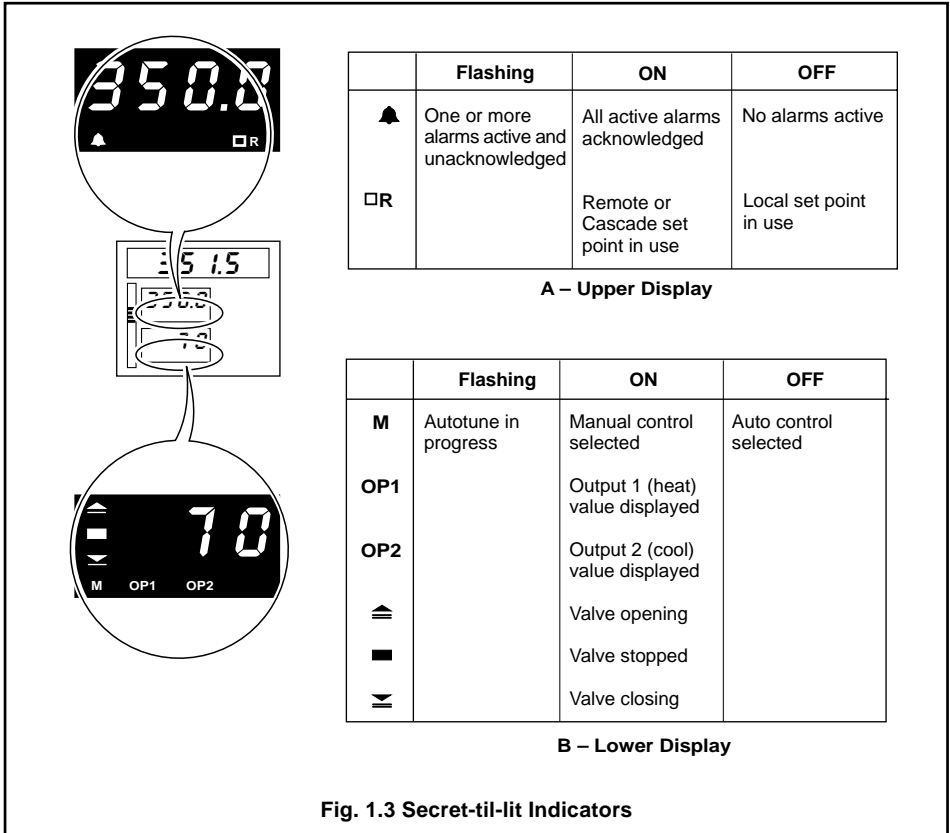 350.0
R
351.5
350.0
70
70
M OP1 OP2
Flashing ON OFF
One or more alarms active and unacknowledged
All active alarms acknowledged
No alarms active
R
Remote or Cascade set point in use
Local set point in use
A – Upper Display
Flashing ON OFF
M
Autotune in progress
Manual control selected
Auto control selected
OP1
Output 1 (heat) value displayed
OP2
Output 2 (cool) value displayed
Valve opening
Valve stopped
Valve closing
B – Lower Display
Fig. 1.3 Secret-til-lit Indicators